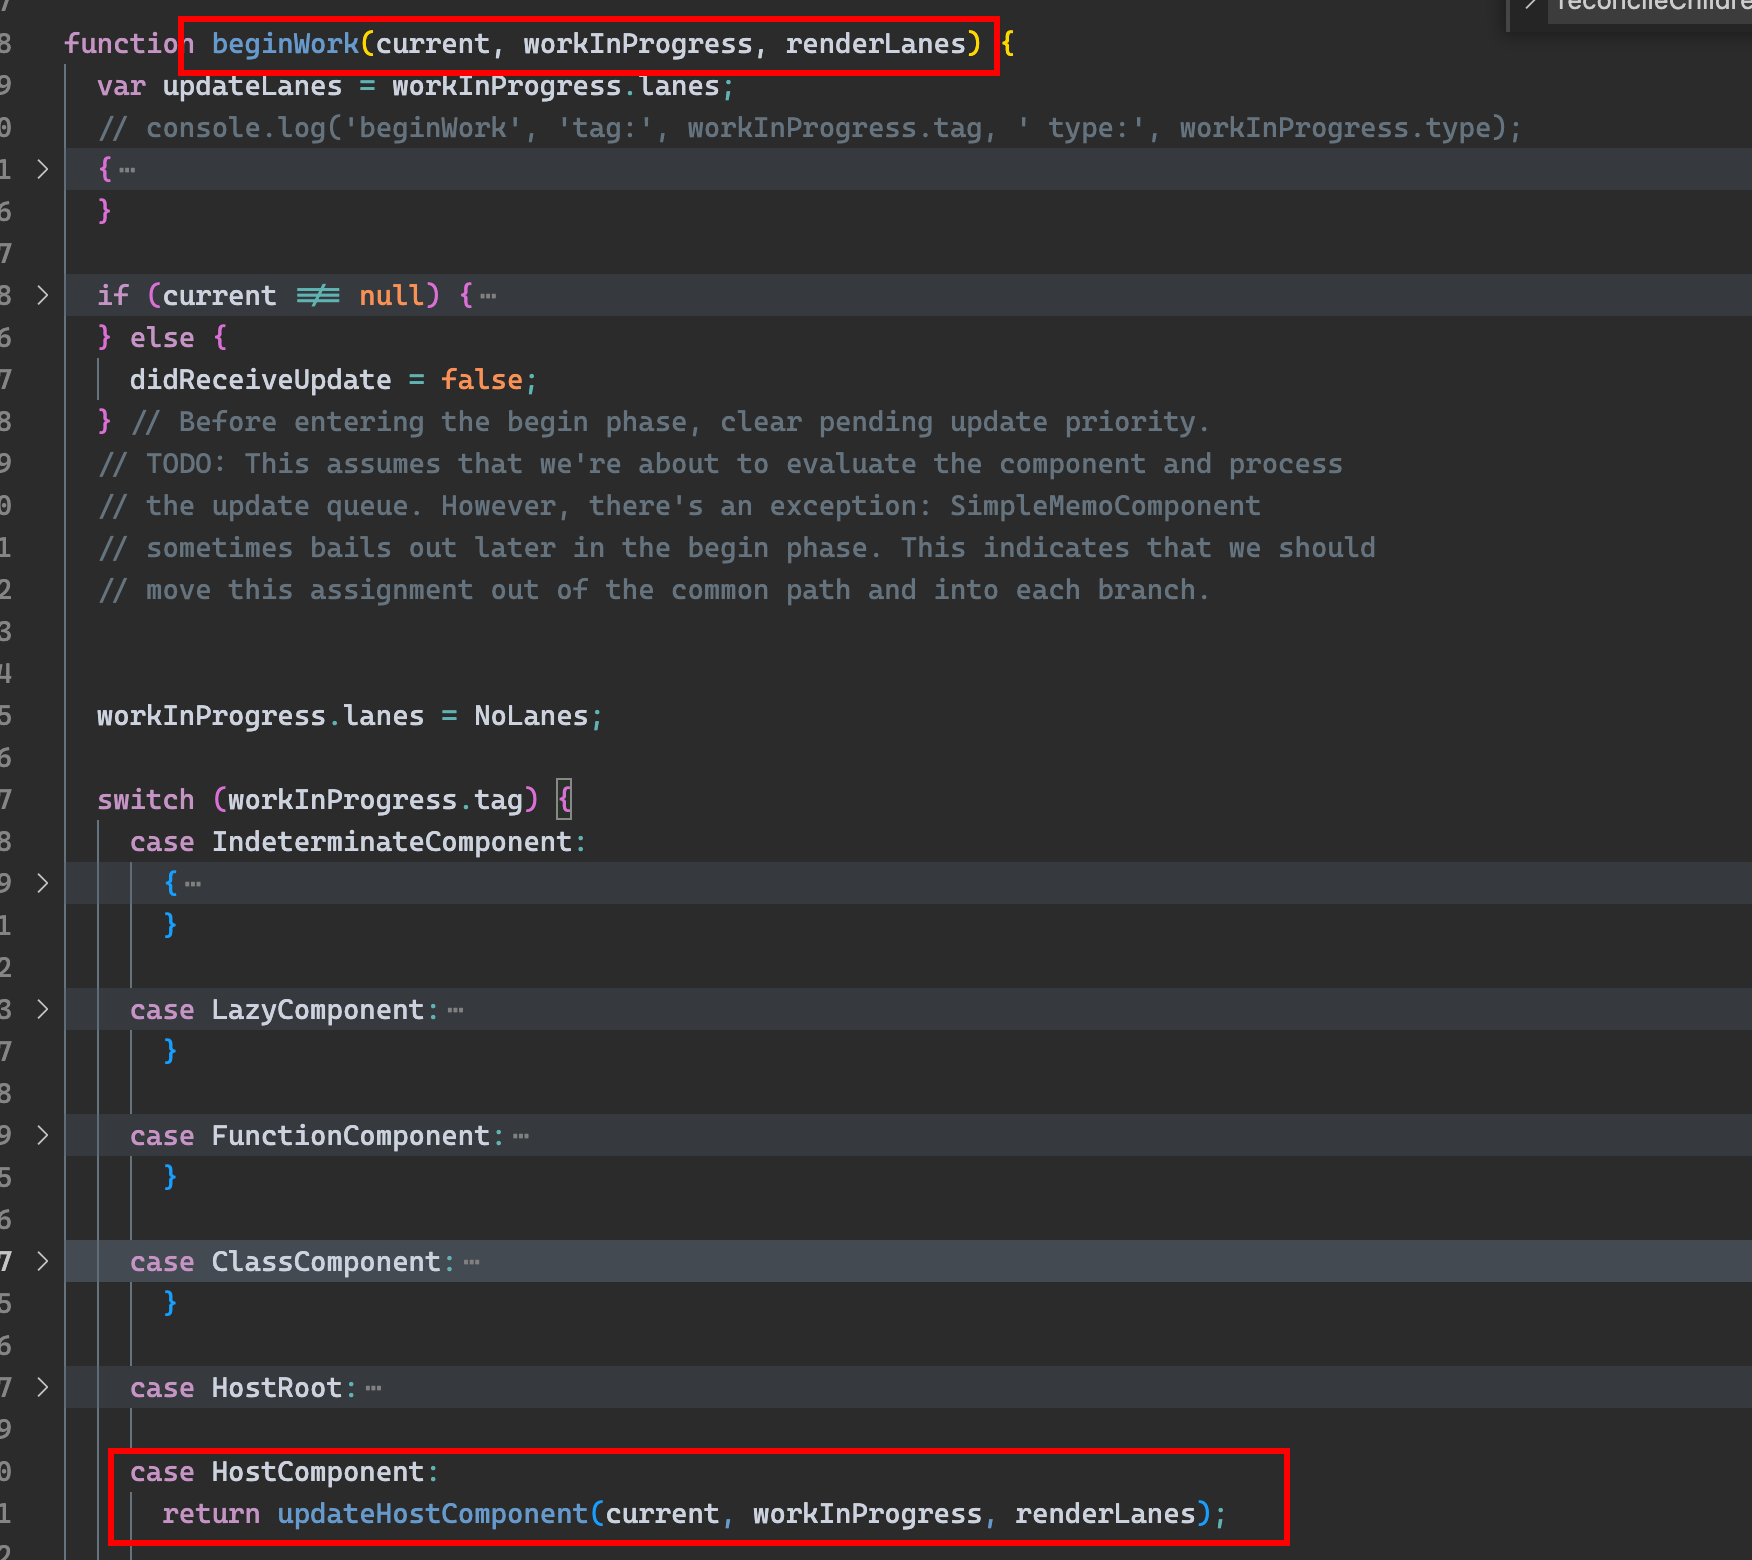 reconcileChildre
7
8 function beginWork(current, workInProgress, renderLanes) {
9 var updateLanes = workInProgress.lanes;
0 // console.log('beginWork', 'tag:', workInProgress.tag, ' type:', workInProgress.type);
1 { ⋯
6 }
7
8 if (current !== null) { ⋯
6 } else {
7 didReceiveUpdate = false;
8 } // Before entering the begin phase, clear pending update priority.
9 // TODO: This assumes that we're about to evaluate the component and process
0 // the update queue. However, there's an exception: SimpleMemoComponent
1 // sometimes bails out later in the begin phase. This indicates that we should
2 // move this assignment out of the common path and into each branch.
3
4
5 workInProgress.lanes = NoLanes;
6
7 switch (workInProgress.tag) {
8 case IndeterminateComponent:
9 { ⋯
1 }
2
3 case LazyComponent: ⋯
7 }
8
9 case FunctionComponent: ⋯
5 }
6
7 case ClassComponent: ⋯
5 }
6
7 case HostRoot: ⋯
9
0 case HostComponent:
1 return updateHostComponent(current, workInProgress, renderLanes);
2